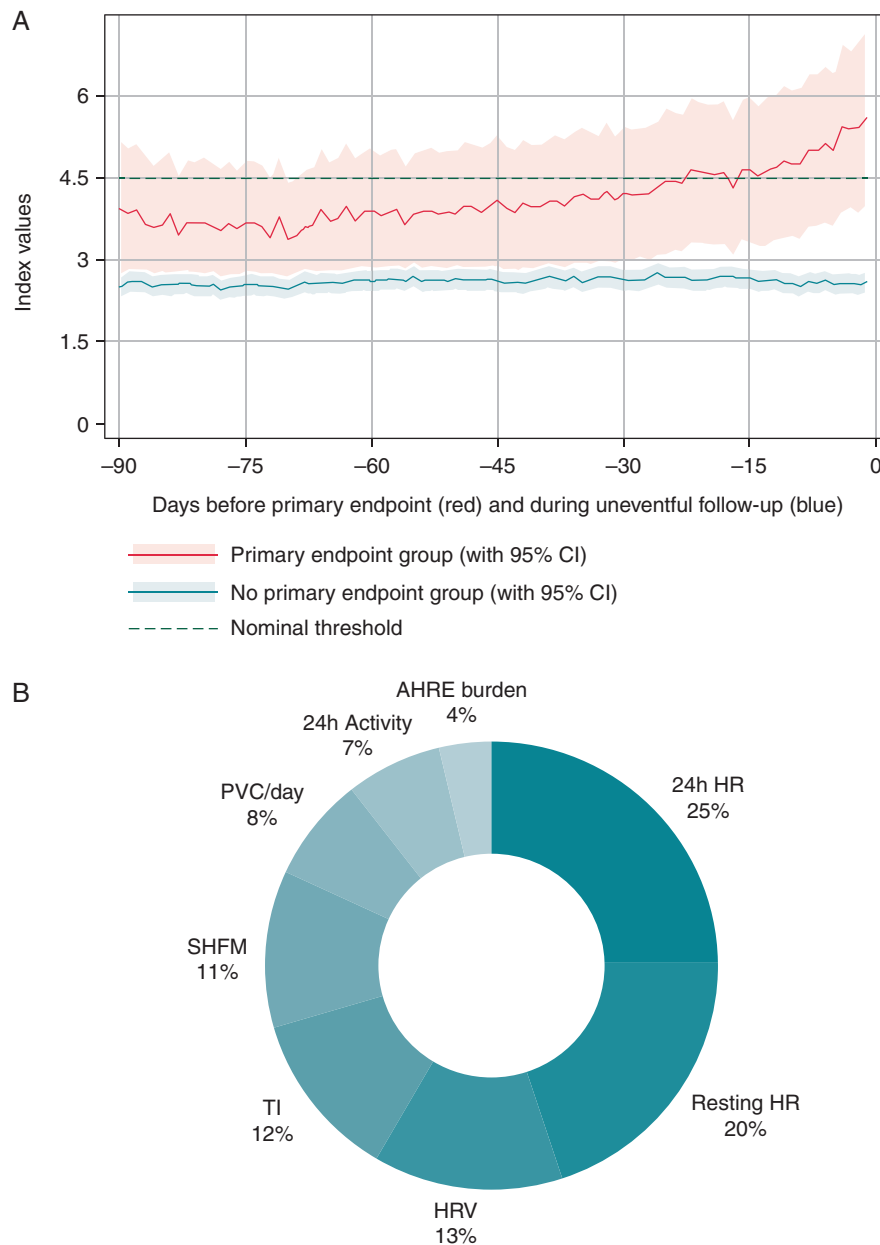 A
6
4.5
3
1.5
0
Index values
–90
–75
–60
–45
–30
–15
0
Days before primary endpoint (red) and during uneventful follow-up (blue)
Primary endpoint group (with 95% CI)
No primary endpoint group (with 95% CI)
Nominal threshold
B
AHRE burden
4%
24h Activity
7%
PVC/day
8%
SHFM
11%
TI
12%
HRV
13%
Resting HR
20%
24h HR
25%